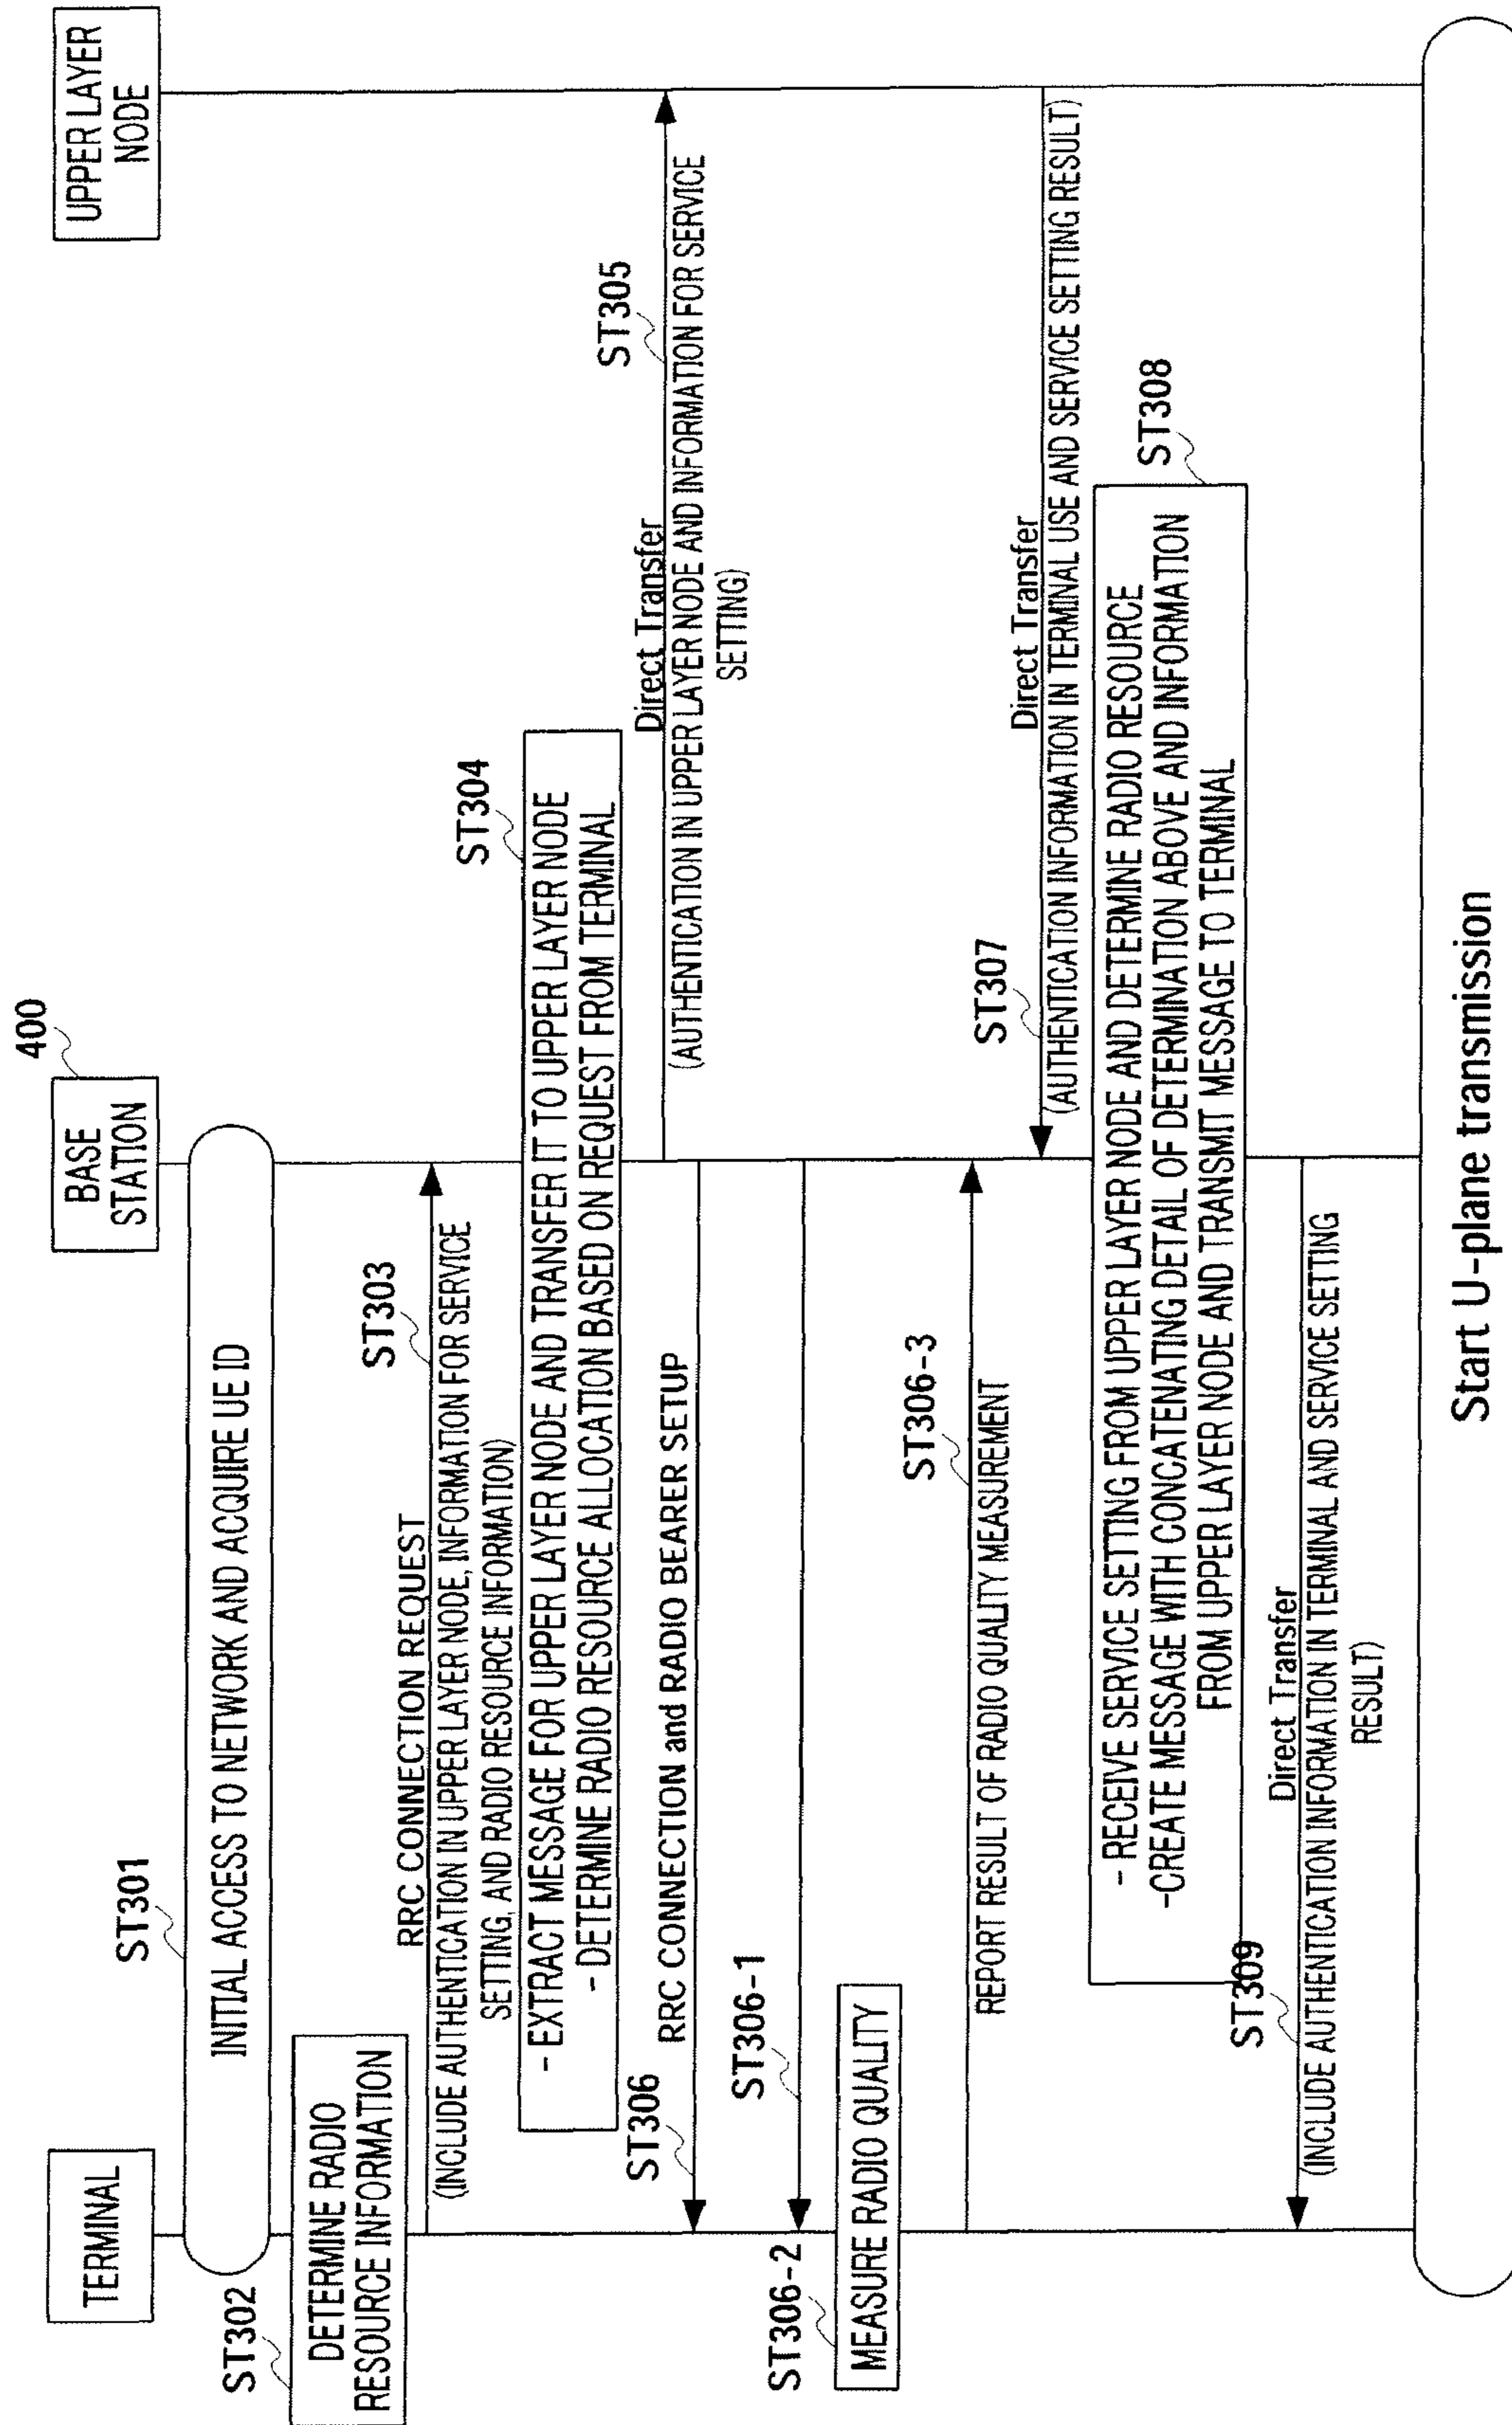 TERMINAL
BASE
STATION
400
UPPER LAYER
NODE
ST301
INITIAL ACCESS TO NETWORK AND ACQUIRE UE ID
ST302
DETERMINE RADIO
RESOURCE INFORMATION
ST303
RRC CONNECTION REQUEST
(INCLUDE AUTHENTICATION IN UPPER LAYER NODE, INFORMATION FOR SERVICE
SETTING, AND RADIO RESOURCE INFORMATION)
ST304
- EXTRACT MESSAGE FOR UPPER LAYER NODE AND TRANSFER IT TO UPPER LAYER NODE
- DETERMINE RADIO RESOURCE ALLOCATION BASED ON REQUEST FROM TERMINAL
ST305
Direct Transfer
(AUTHENTICATION IN UPPER LAYER NODE AND INFORMATION FOR SERVICE
SETTING)
ST306
RRC CONNECTION and RADIO BEARER SETUP
ST306-1
ST306-2
MEASURE RADIO QUALITY
ST306-3
REPORT RESULT OF RADIO QUALITY MEASUREMENT
ST307
Direct Transfer
(AUTHENTICATION INFORMATION IN TERMINAL USE AND SERVICE SETTING RESULT)
ST308
- RECEIVE SERVICE SETTING FROM UPPER LAYER NODE AND DETERMINE RADIO RESOURCE
-CREATE MESSAGE WITH CONCATENATING DETAIL OF DETERMINATION ABOVE AND INFORMATION
FROM UPPER LAYER NODE AND TRANSMIT MESSAGE TO TERMINAL
ST309
Direct Transfer
(INCLUDE AUTHENTICATION INFORMATION IN TERMINAL AND SERVICE SETTING
RESULT)
Start U-plane transmission